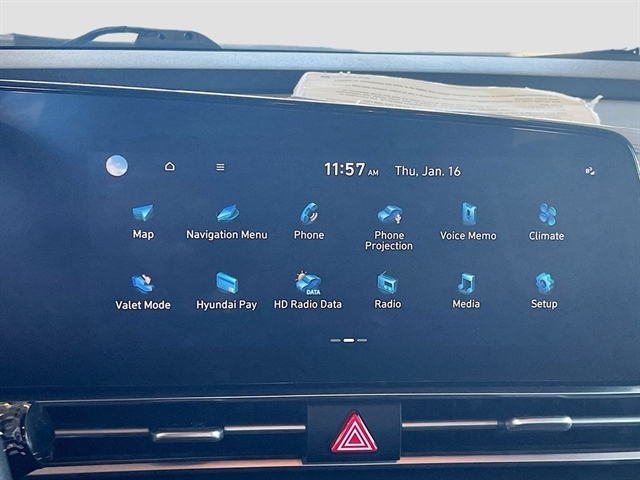 11:57 AM Thu, Jan. 16
Map Navigation Menu Phone Phone Projection Voice Memo Climate
Valet Mode Hyundai Pay DATA HD Radio Data Radio Media Setup